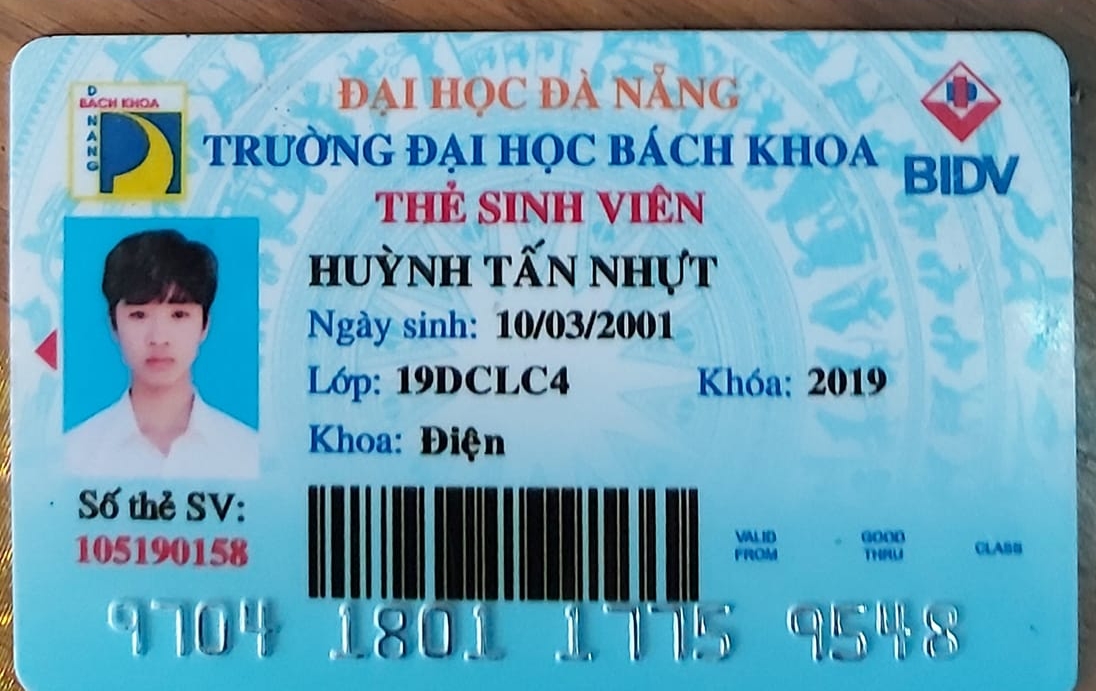 ĐẠI HỌC ĐÀ NẴNG
TRƯỜNG ĐẠI HỌC BÁCH KHOA
THẺ SINH VIÊN
BÁCH KHOA
ĐÀ NANG
BIDV
HUỲNH TẤN NHỰT
Ngày sinh: 10/03/2001
Lớp: 19DCLC4 Khóa: 2019
Khoa: Điện
Số thẻ SV:
105190158
VALID FROM GOOD THRU CLASS
9704 1801 1775 9548